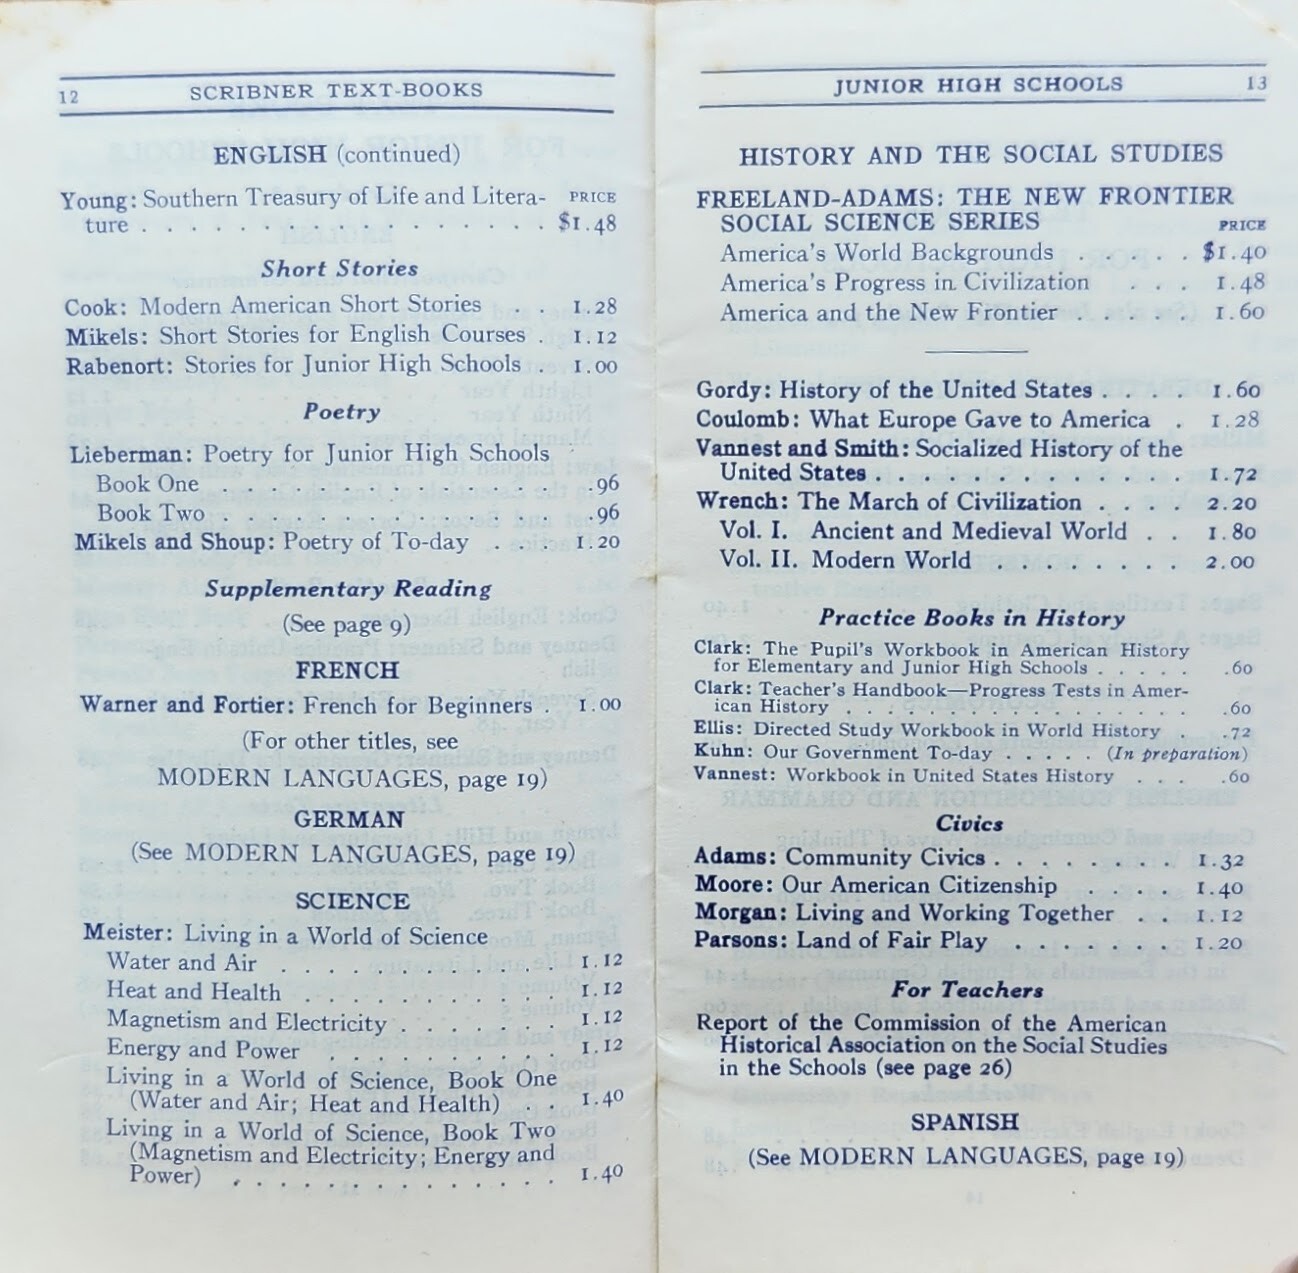 12 SCRIBNER TEXT-BOOKS
ENGLISH (continued)
Young: Southern Treasury of Life and Litera- PRICE
ture . . . . . . . . . . . . . . . . . $1.48
Short Stories
Cook: Modern American Short Stories . . 1.28
Mikels: Short Stories for English Courses . 1.12
Rabenort: Stories for Junior High Schools . 1.00
Poetry
Lieberman: Poetry for Junior High Schools
Book One . . . . . . . . . . . . . .96
Book Two . . . . . . . . . . . . . .96
Mikels and Shoup: Poetry of To-day . . . 1.20
Supplementary Reading
(See page 9)
FRENCH
Warner and Fortier: French for Beginners . 1.00
(For other titles, see
MODERN LANGUAGES, page 19)
GERMAN
(See MODERN LANGUAGES, page 19)
SCIENCE
Meister: Living in a World of Science
Water and Air . . . . . . . . . . . 1.12
Heat and Health . . . . . . . . . . 1.12
Magnetism and Electricity . . . . . . 1.12
Energy and Power . . . . . . . . . 1.12
Living in a World of Science, Book One
(Water and Air; Heat and Health) . . 1.40
Living in a World of Science, Book Two
(Magnetism and Electricity; Energy and
Power) . . . . . . . . . . . . . 1.40
JUNIOR HIGH SCHOOLS 13
HISTORY AND THE SOCIAL STUDIES
FREELAND-ADAMS: THE NEW FRONTIER
SOCIAL SCIENCE SERIES PRICE
America's World Backgrounds . . . . . $1.40
America's Progress in Civilization . . . 1.48
America and the New Frontier . . . . . 1.60
Gordy: History of the United States . . . . 1.60
Coulomb: What Europe Gave to America . 1.28
Vannest and Smith: Socialized History of the
United States . . . . . . . . . . . . 1.72
Wrench: The March of Civilization . . . . 2.20
Vol. I. Ancient and Medieval World . . 1.80
Vol. II. Modern World . . . . . . . . 2.00
Practice Books in History
Clark: The Pupil's Workbook in American History
for Elementary and Junior High Schools . . . . . .60
Clark: Teacher's Handbook—Progress Tests in Amer-
ican History . . . . . . . . . . . . . . . . .60
Ellis: Directed Study Workbook in World History . .72
Kuhn: Our Government To-day . . . . . (In preparation)
Vannest: Workbook in United States History . . . .60
Civics
Adams: Community Civics . . . . . . . 1.32
Moore: Our American Citizenship . . . 1.40
Morgan: Living and Working Together . . 1.12
Parsons: Land of Fair Play . . . . . . 1.20
For Teachers
Report of the Commission of the American
Historical Association on the Social Studies
in the Schools (see page 26)
SPANISH
(See MODERN LANGUAGES, page 19)